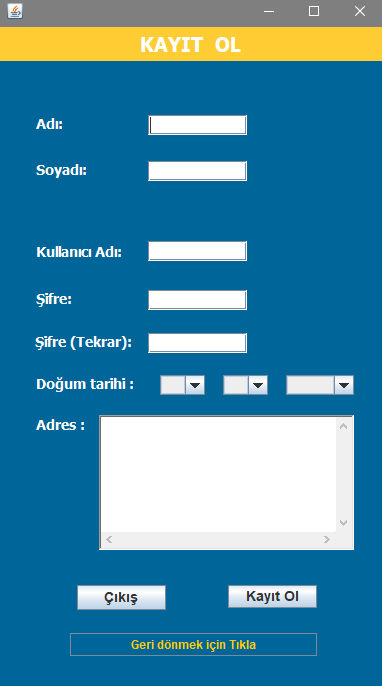 KAYIT OL
Adı:
Soyadı:
Kullanıcı Adı:
Şifre:
Şifre (Tekrar):
Doğum tarihi :
Adres :
Çıkış
Kayıt Ol
Geri dönmek için Tıkla